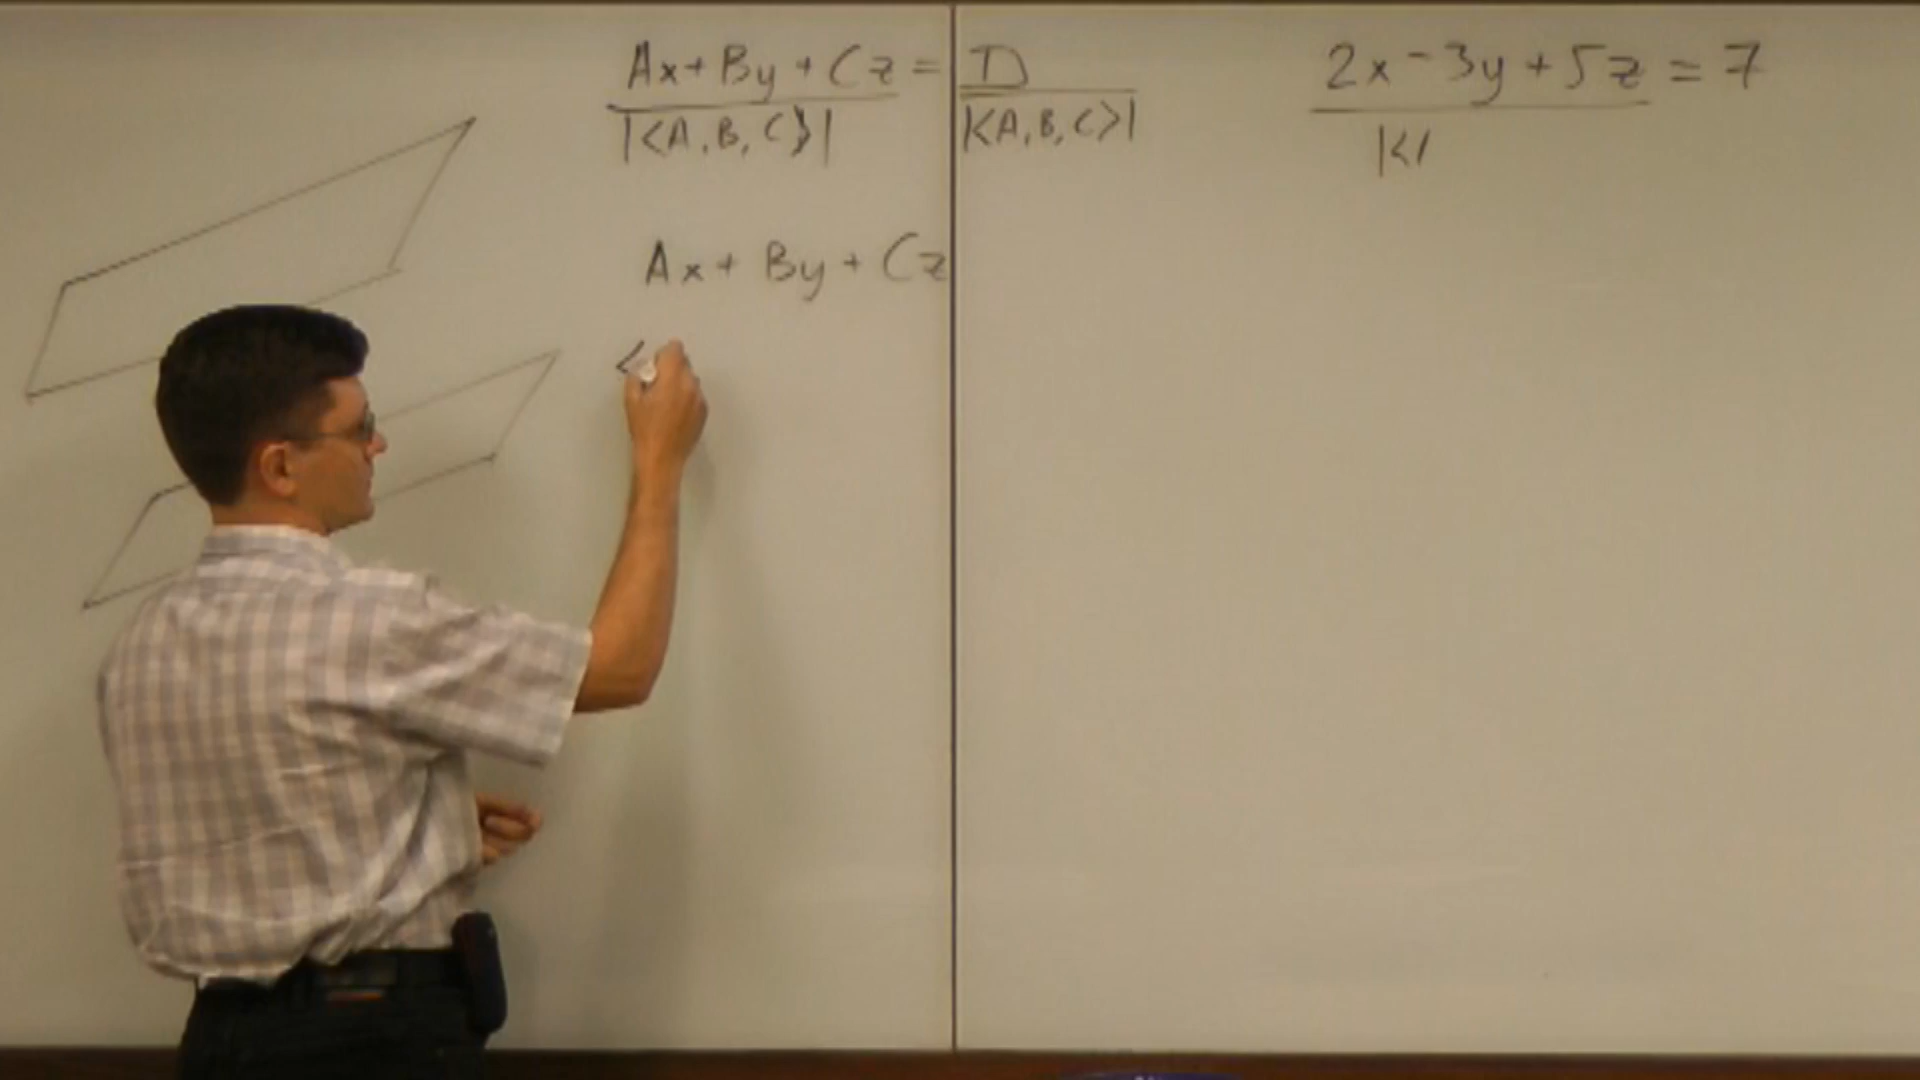 Ax + By + Cz = D
|<A, B, C>| |<A, B, C>|
Ax + By + Cz
<
2x - 3y + 5z = 7
|<